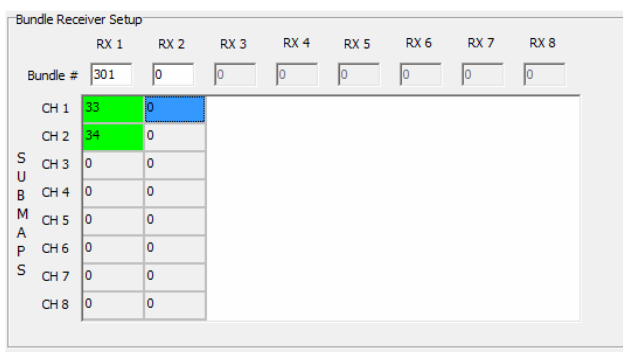 Bundle Receiver Setup
RX 1 RX 2 RX 3 RX 4 RX 5 RX 6 RX 7 RX 8
Bundle # 301 0 0 0 0 0 0 0
SUBMAPS
CH 1 33 0
CH 2 34 0
CH 3 0 0
CH 4 0 0
CH 5 0 0
CH 6 0 0
CH 7 0 0
CH 8 0 0